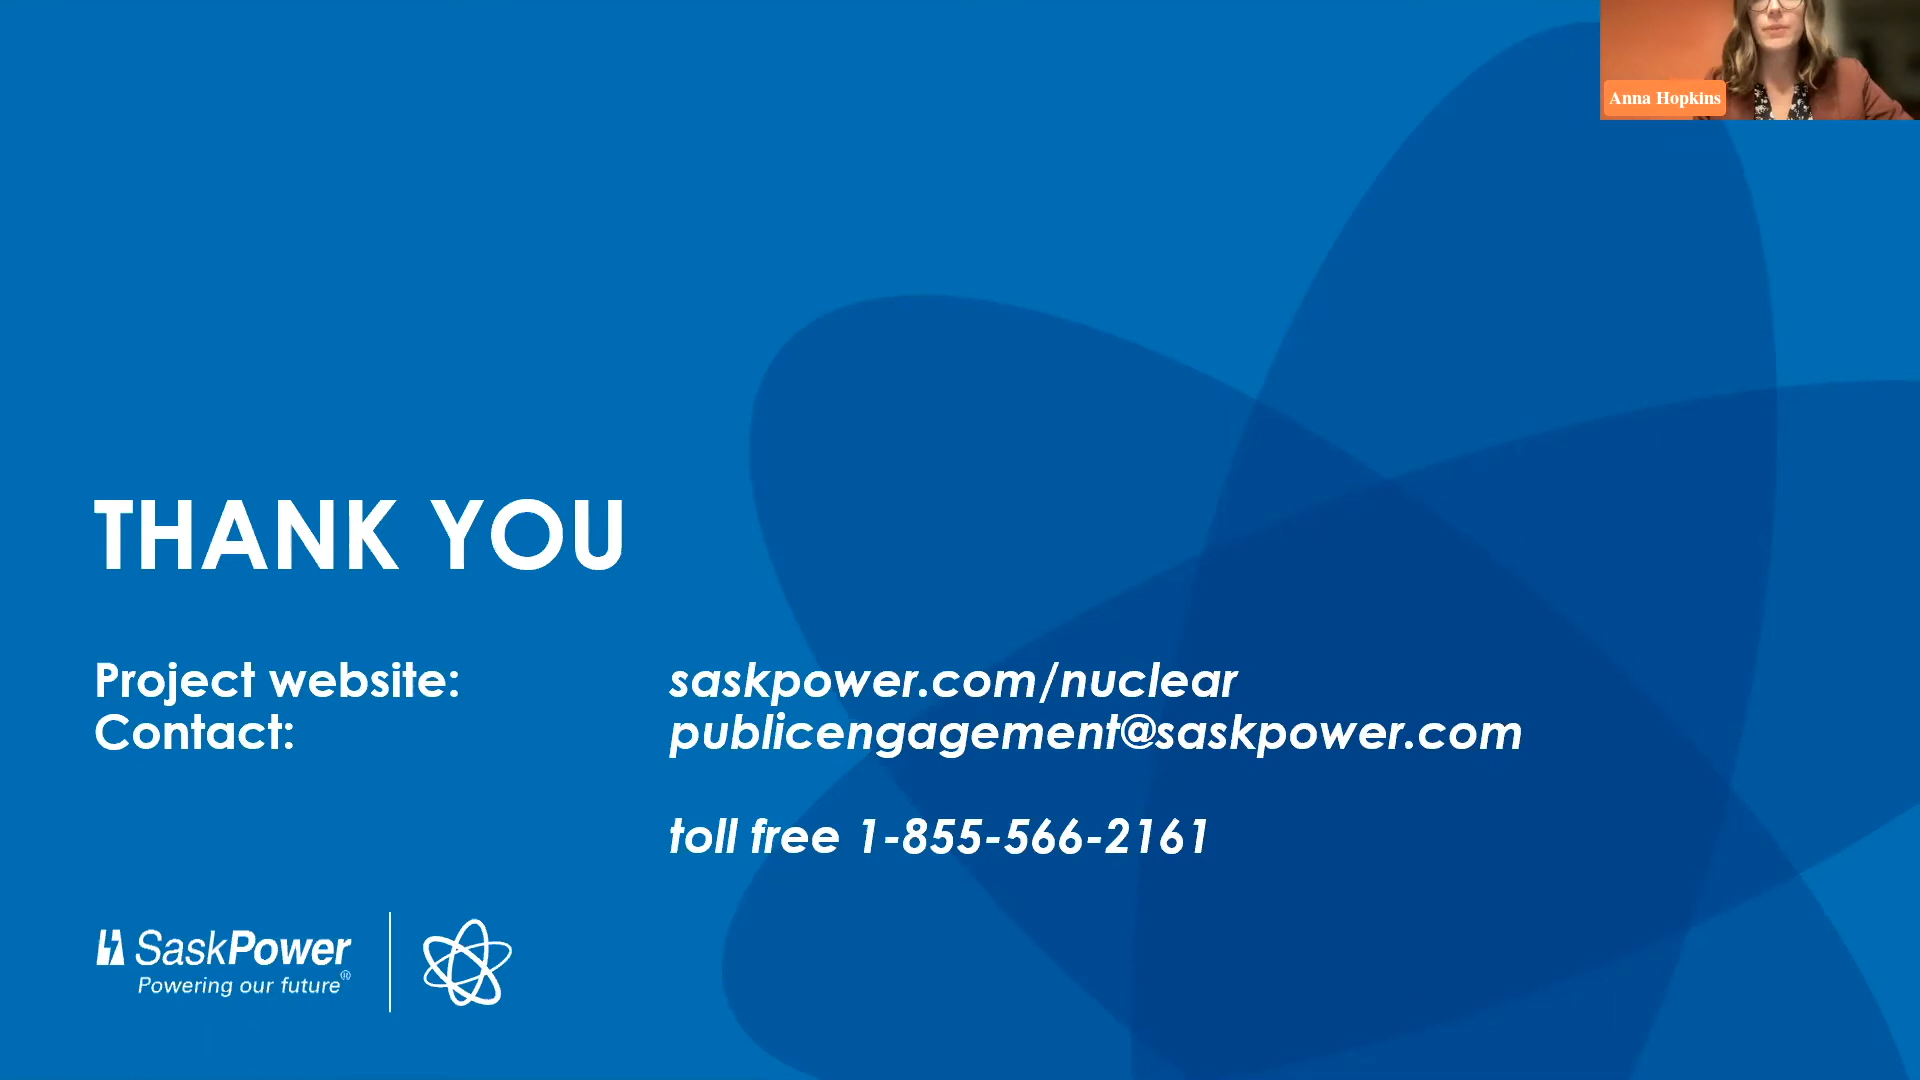 Anna Hopkins
THANK YOU
Project website: saskpower.com/nuclear
Contact: publicengagement@saskpower.com
toll free 1-855-566-2161
SaskPower
Powering our future®